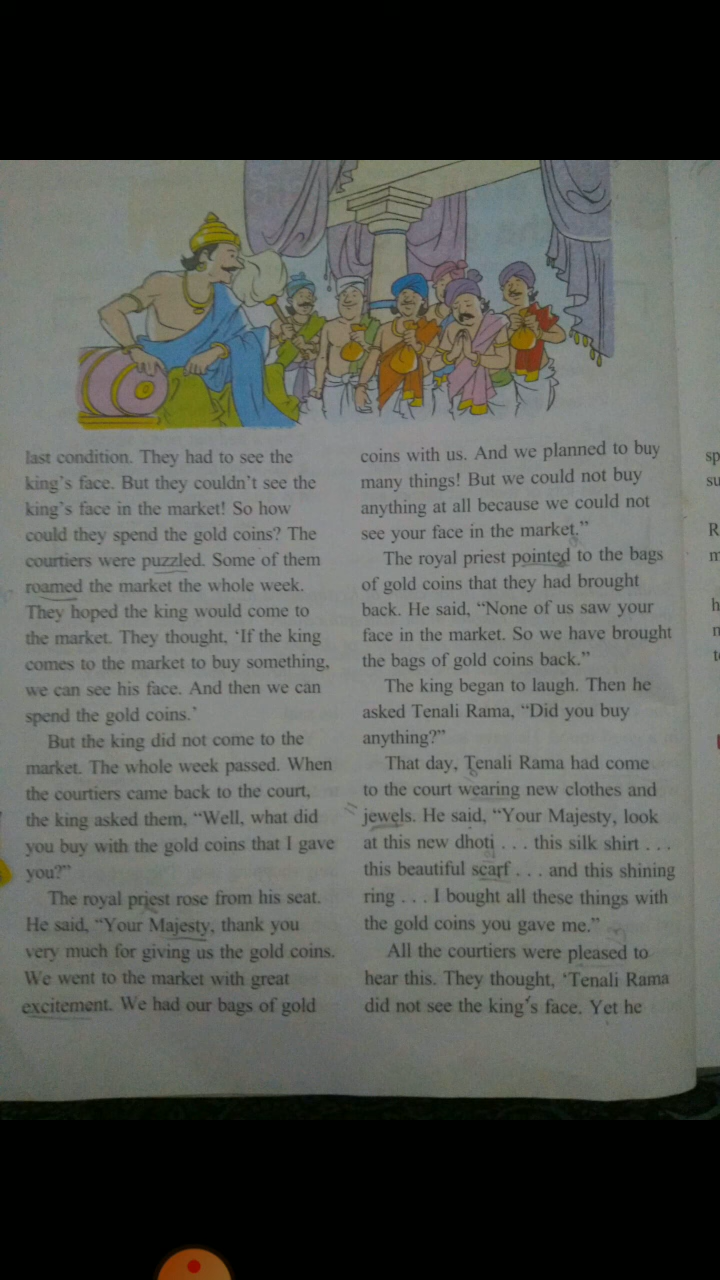 last condition. They had to see the
king's face. But they couldn't see the
king's face in the market! So how
could they spend the gold coins? The
courtiers were puzzled. Some of them
roamed the market the whole week.
They hoped the king would come to
the market. They thought, ‘If the king
comes to the market to buy something,
we can see his face. And then we can
spend the gold coins.’
But the king did not come to the
market. The whole week passed. When
the courtiers came back to the court,
the king asked them, “Well, what did
you buy with the gold coins that I gave
you?”
The royal priest rose from his seat.
He said, “Your Majesty, thank you
very much for giving us the gold coins.
We went to the market with great
excitement. We had our bags of gold
coins with us. And we planned to buy
many things! But we could not buy
anything at all because we could not
see your face in the market.”
The royal priest pointed to the bags
of gold coins that they had brought
back. He said, “None of us saw your
face in the market. So we have brought
the bags of gold coins back.”
The king began to laugh. Then he
asked Tenali Rama, “Did you buy
anything?”
That day, Tenali Rama had come
to the court wearing new clothes and
jewels. He said, “Your Majesty, look
at this new dhoti . . . this silk shirt . . .
this beautiful scarf . . . and this shining
ring . . . I bought all these things with
the gold coins you gave me.”
All the courtiers were pleased to
hear this. They thought, ‘Tenali Rama
did not see the king's face. Yet he